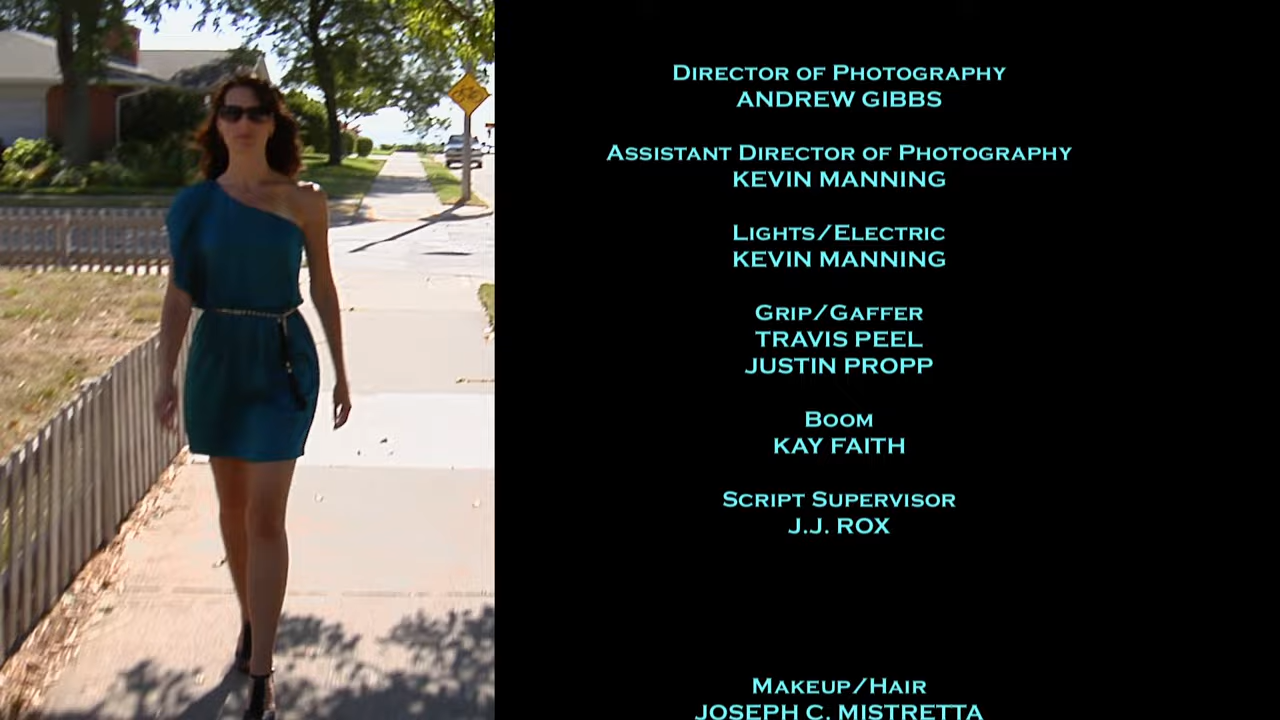 Director of Photography
ANDREW GIBBS
Assistant Director of Photography
KEVIN MANNING
Lights/Electric
KEVIN MANNING
Grip/Gaffer
TRAVIS PEEL
JUSTIN PROPP
Boom
KAY FAITH
Script Supervisor
J.J. ROX
Makeup/Hair
JOSEPH C. MISTRETTA